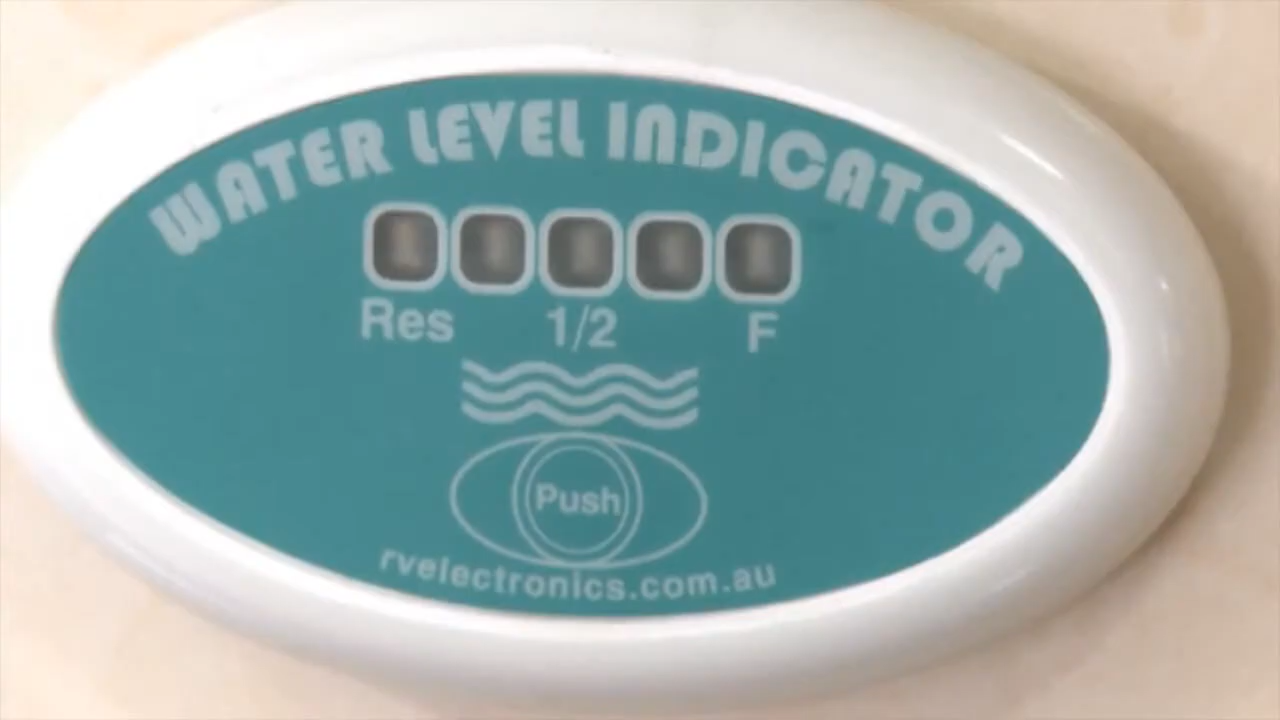 WATER LEVEL INDICATOR
Res 1/2 F
Push
rvelectronics.com.au